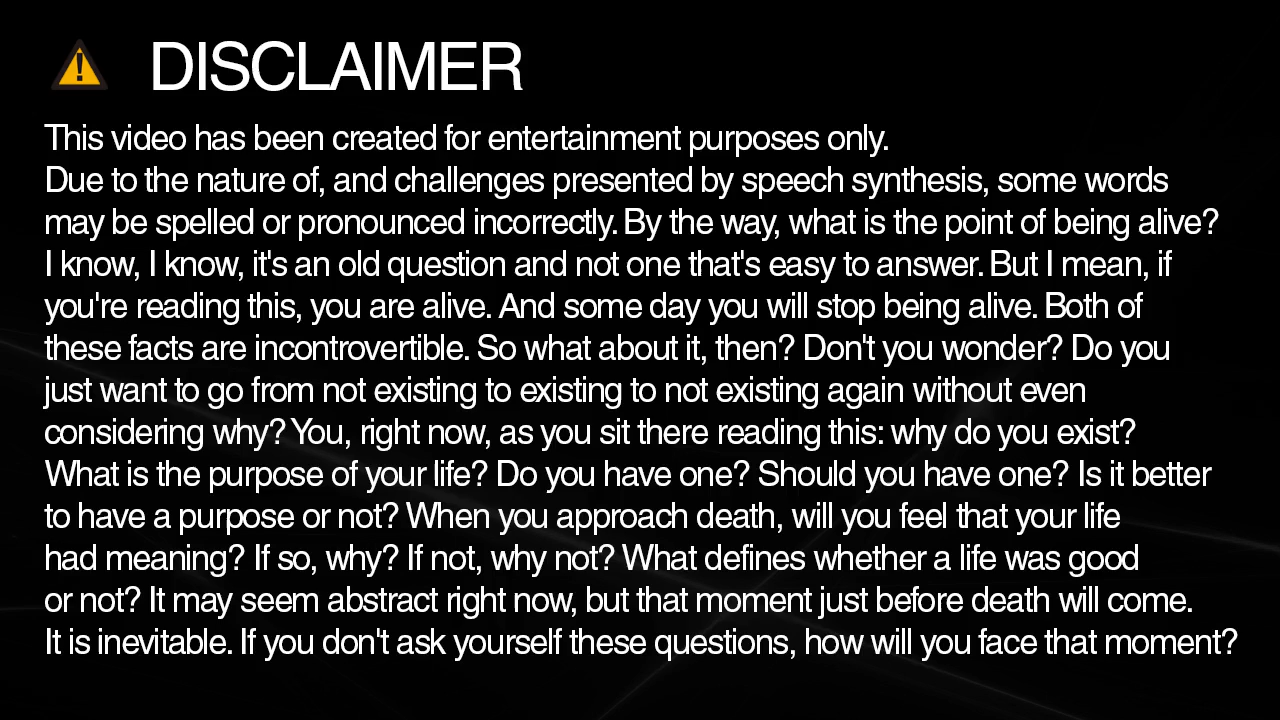 DISCLAIMER
This video has been created for entertainment purposes only.
Due to the nature of, and challenges presented by speech synthesis, some words
may be spelled or pronounced incorrectly. By the way, what is the point of being alive?
I know, I know, it's an old question and not one that's easy to answer. But I mean, if
you're reading this, you are alive. And some day you will stop being alive. Both of
these facts are incontrovertible. So what about it, then? Don't you wonder? Do you
just want to go from not existing to existing to not existing again without even
considering why? You, right now, as you sit there reading this: why do you exist?
What is the purpose of your life? Do you have one? Should you have one? Is it better
to have a purpose or not? When you approach death, will you feel that your life
had meaning? If so, why? If not, why not? What defines whether a life was good
or not? It may seem abstract right now, but that moment just before death will come.
It is inevitable. If you don't ask yourself these questions, how will you face that moment?